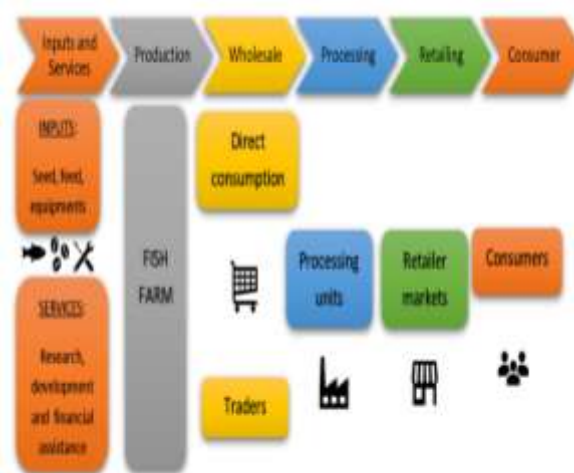 Inputs and
Services
Production
Wholesale
Processing
Retailing
Consumer
INPUTS:
Seed, feed,
equipments
SERVICES:
Research,
development
and financial
assistance
FISH
FARM
Direct
consumption
Traders
Processing
units
Retailer
markets
Consumers